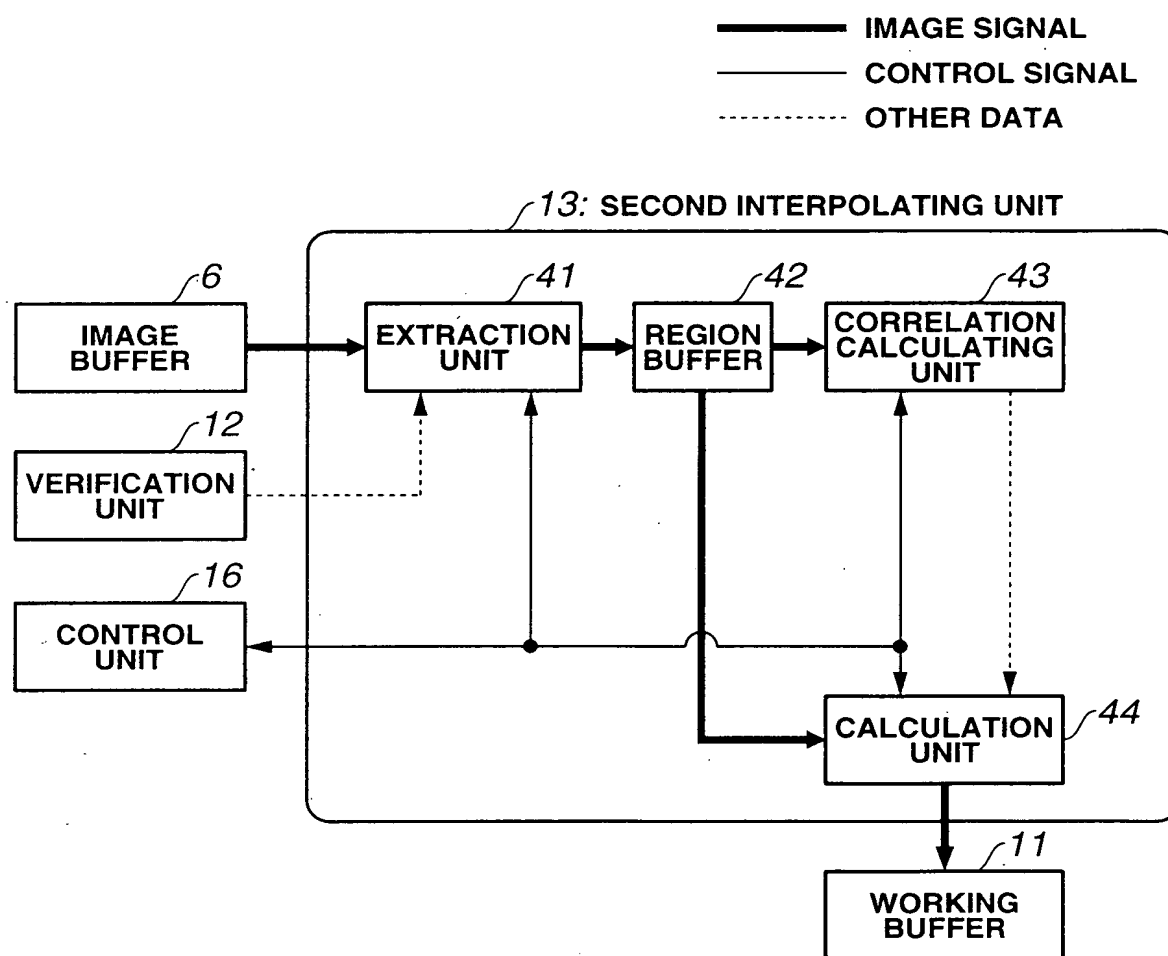 IMAGE SIGNAL
CONTROL SIGNAL
OTHER DATA
13: SECOND INTERPOLATING UNIT
6
IMAGE
BUFFER
41
EXTRACTION
UNIT
42
REGION
BUFFER
43
CORRELATION
CALCULATING
UNIT
12
VERIFICATION
UNIT
16
CONTROL
UNIT
CALCULATION
UNIT
44
11
WORKING
BUFFER